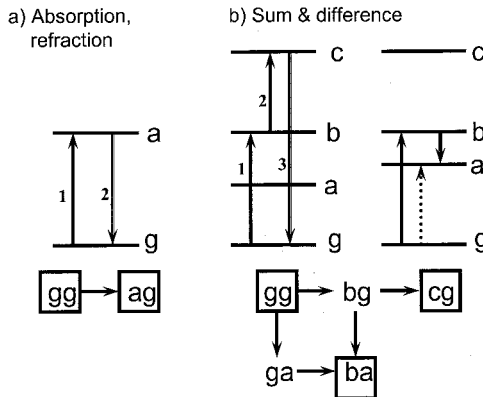 a) Absorption,
refraction
b) Sum & difference
c
c
2
a
b
b
1
2
1
3
a
a
g
g
g
gg
ag
gg
bg
cg
ga
ba